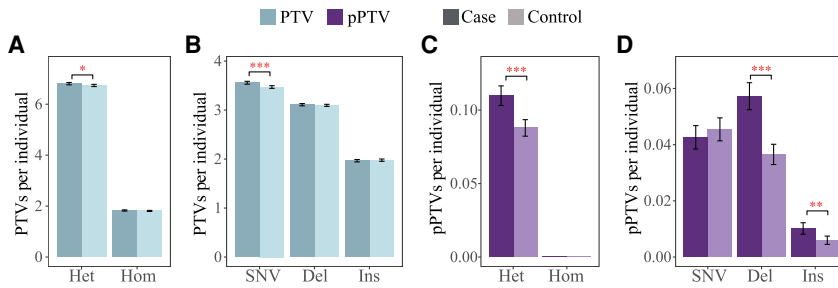 PTV pPTV Case Control
A B C D
PTVs per individual
6
4
2
0
*
Het Hom
PTVs per individual
4
3
2
1
0
***
SNV Del Ins
pPTVs per individual
0.10
0.05
0.00
***
Het Hom
pPTVs per individual
0.06
0.04
0.02
0.00
***
**
SNV Del Ins